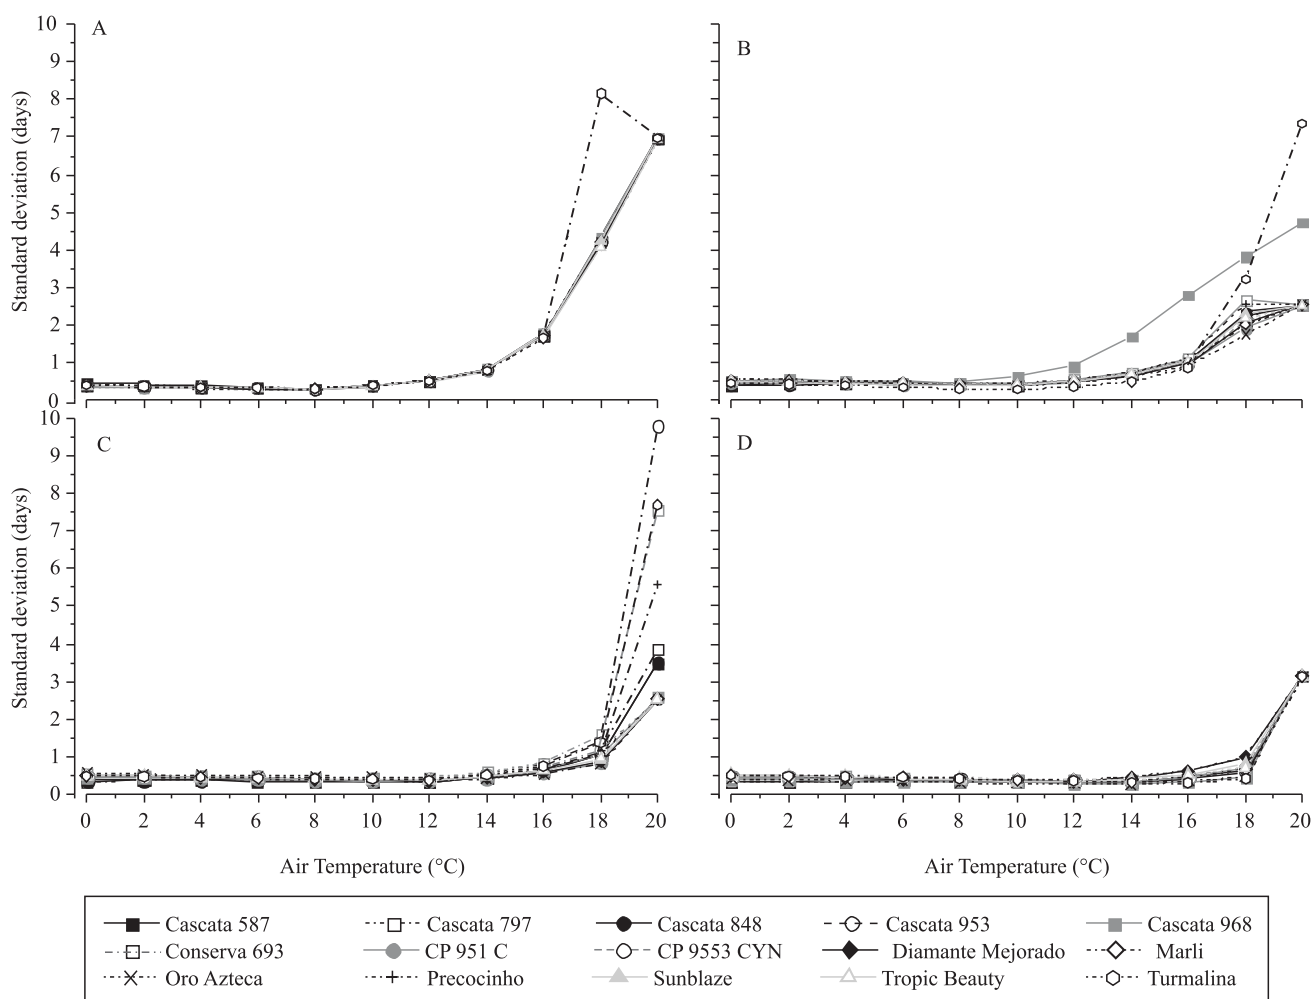 A
B
10
9
8
7
6
5
4
3
2
1
0
Standard deviation (days)
C
D
10
9
8
7
6
5
4
3
2
1
0
Standard deviation (days)
0 2 4 6 8 10 12 14 16 18 20
0 2 4 6 8 10 12 14 16 18 20
Air Temperature (°C)
Air Temperature (°C)
Cascata 587 Cascata 797 Cascata 848 Cascata 953 Cascata 968
Conserva 693 CP 951 C CP 9553 CYN Diamante Mejorado Marli
Oro Azteca Precocinho Sunblaze Tropic Beauty Turmalina